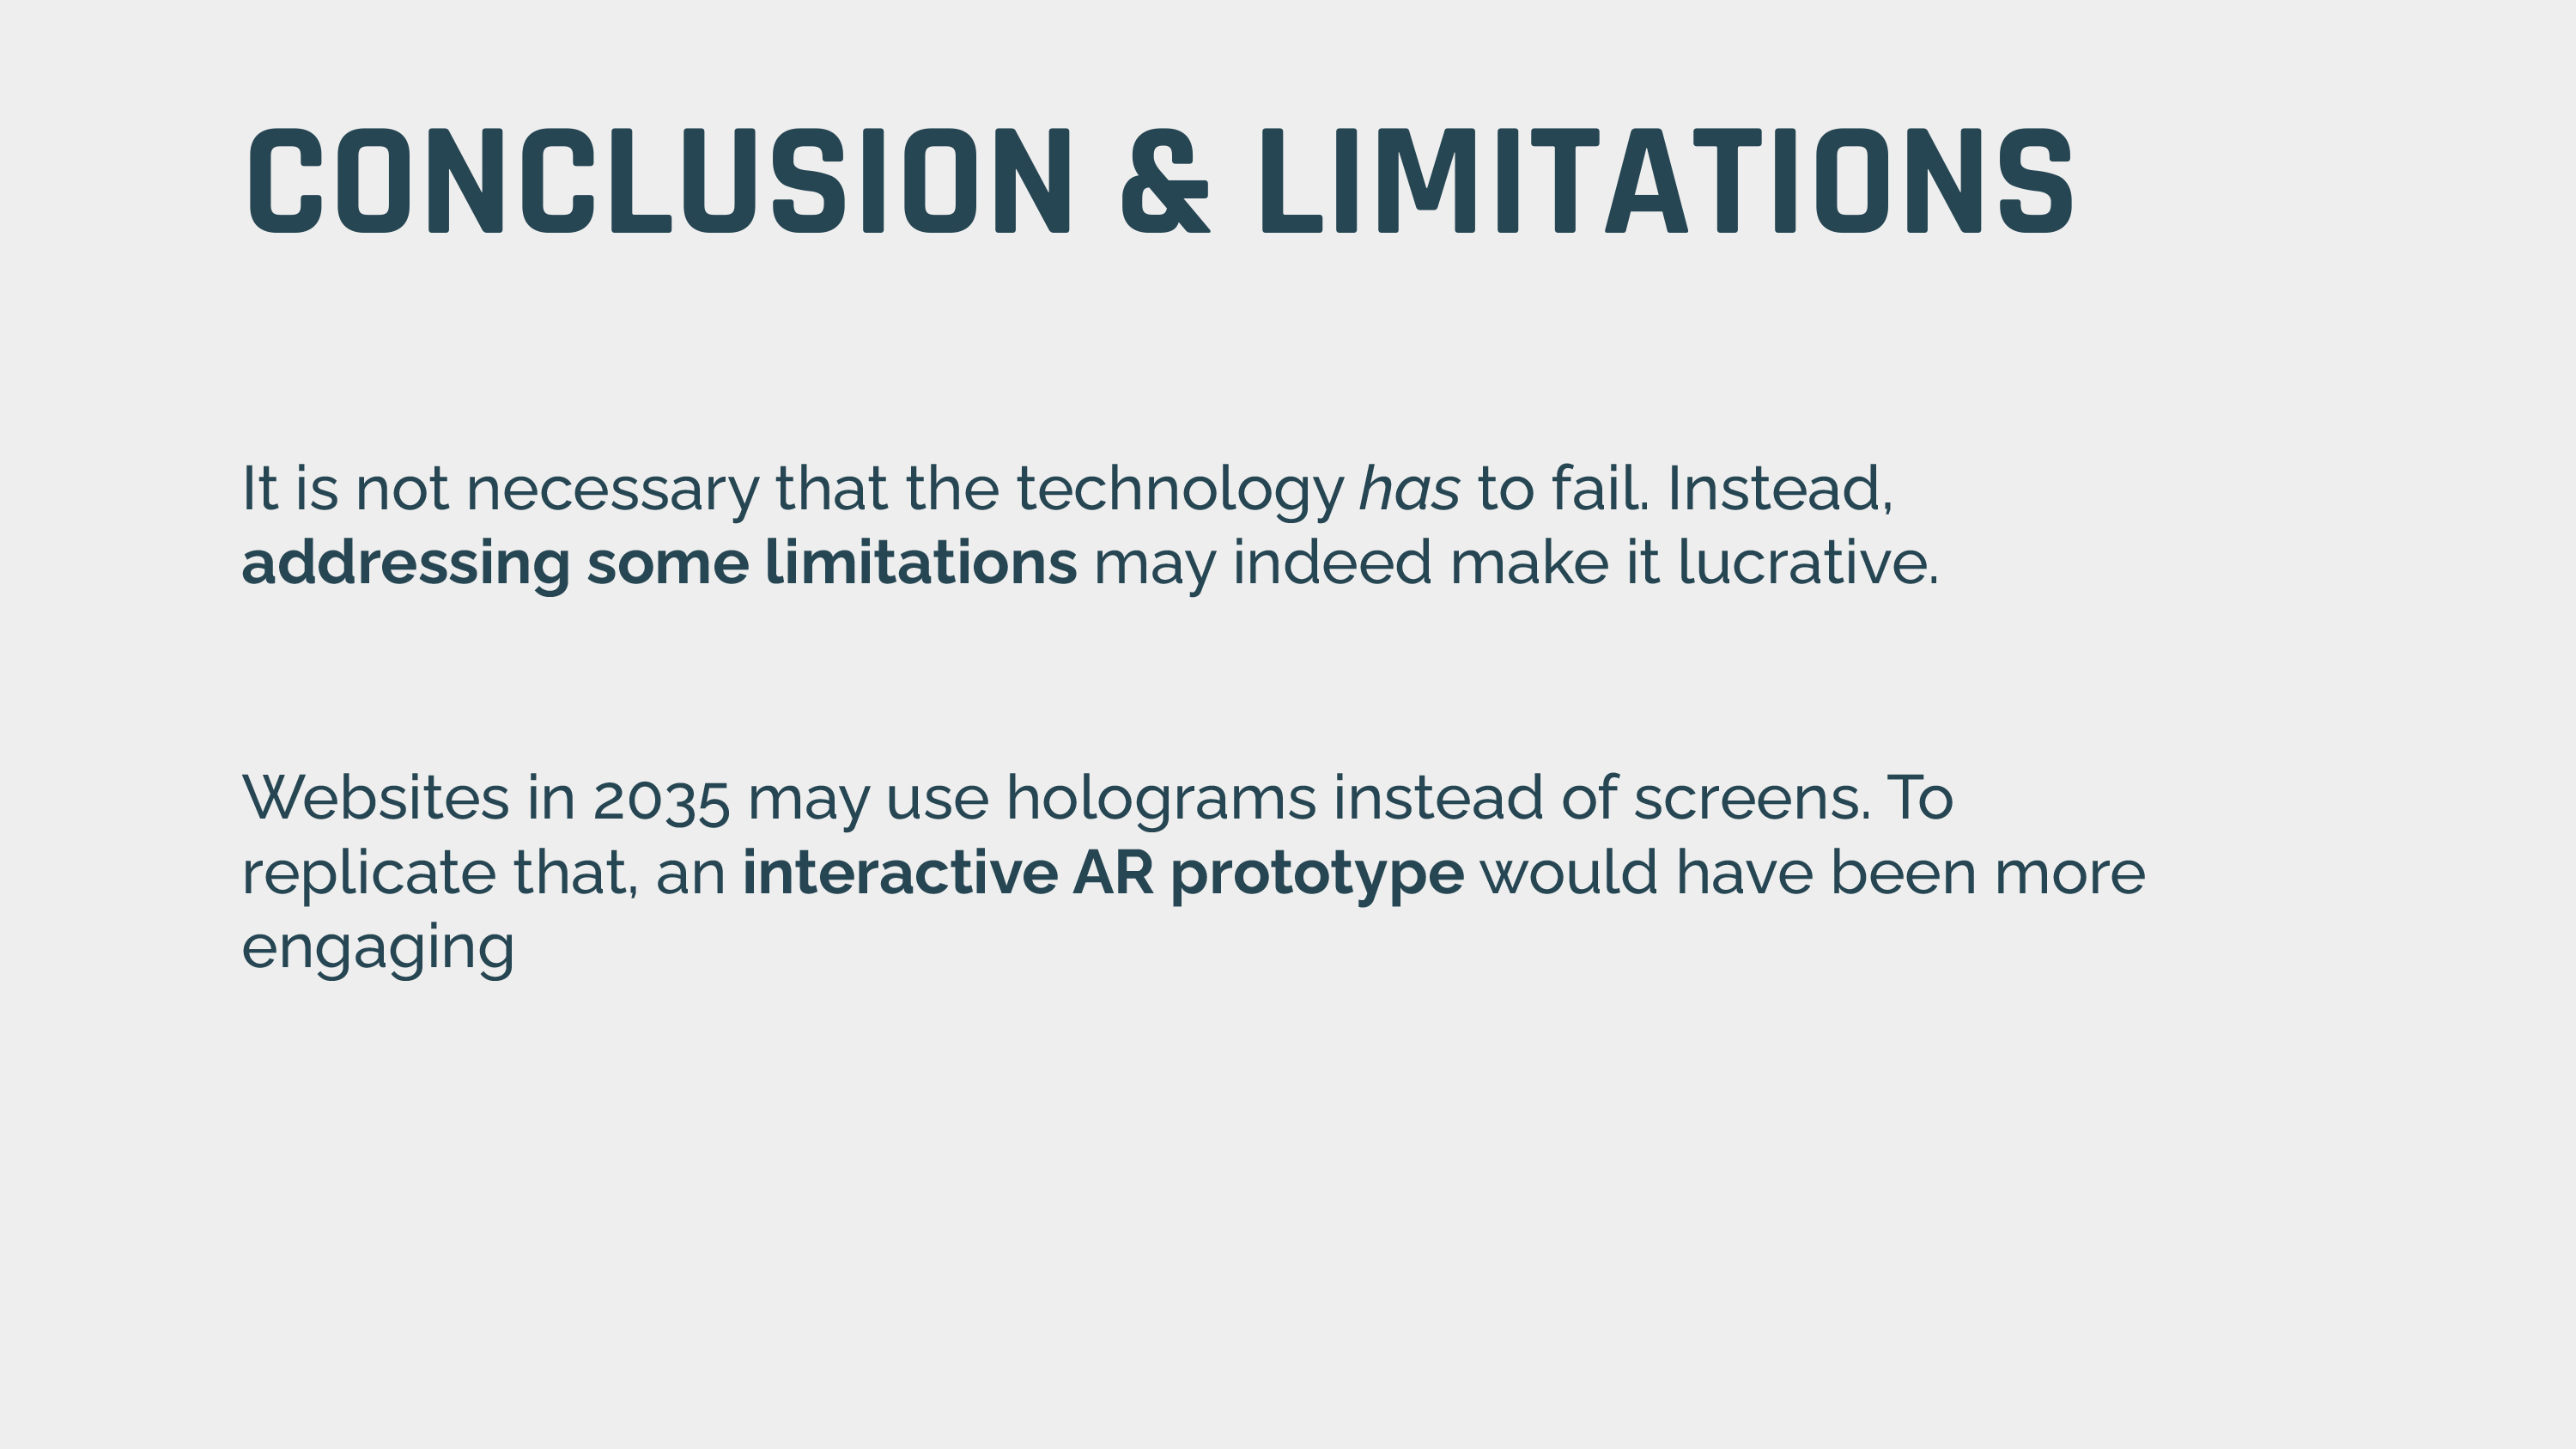 CONCLUSION & LIMITATIONS
It is not necessary that the technology has to fail. Instead,
addressing some limitations may indeed make it lucrative.
Websites in 2035 may use holograms instead of screens. To
replicate that, an interactive AR prototype would have been more
engaging